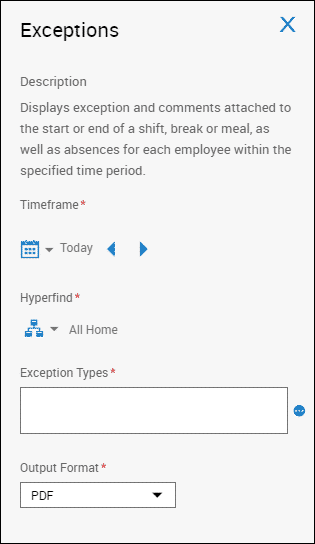 Exceptions
Description
Displays exception and comments attached to
the start or end of a shift, break or meal, as
well as absences for each employee within the
specified time period.
Timeframe*
Today
Hyperfind*
All Home
Exception Types*
Output Format*
PDF